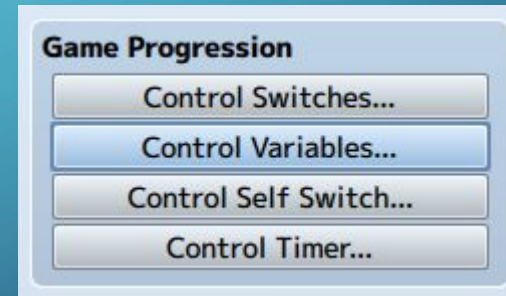 Game Progression
Control Switches...
Control Variables...
Control Self Switch...
Control Timer...